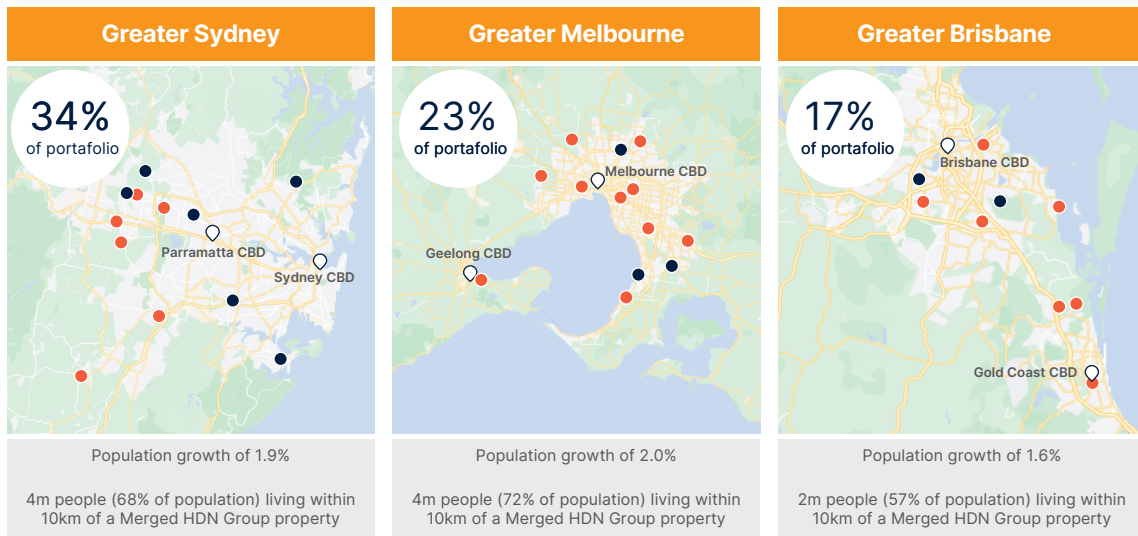 Greater Sydney
34%
of portafolio
Parramatta CBD
Sydney CBD
Population growth of 1.9%
4m people (68% of population) living within
10km of a Merged HDN Group property
Greater Melbourne
23%
of portafolio
Melbourne CBD
Geelong CBD
Population growth of 2.0%
4m people (72% of population) living within
10km of a Merged HDN Group property
Greater Brisbane
17%
of portafolio
Brisbane CBD
Gold Coast CBD
Population growth of 1.6%
2m people (57% of population) living within
10km of a Merged HDN Group property